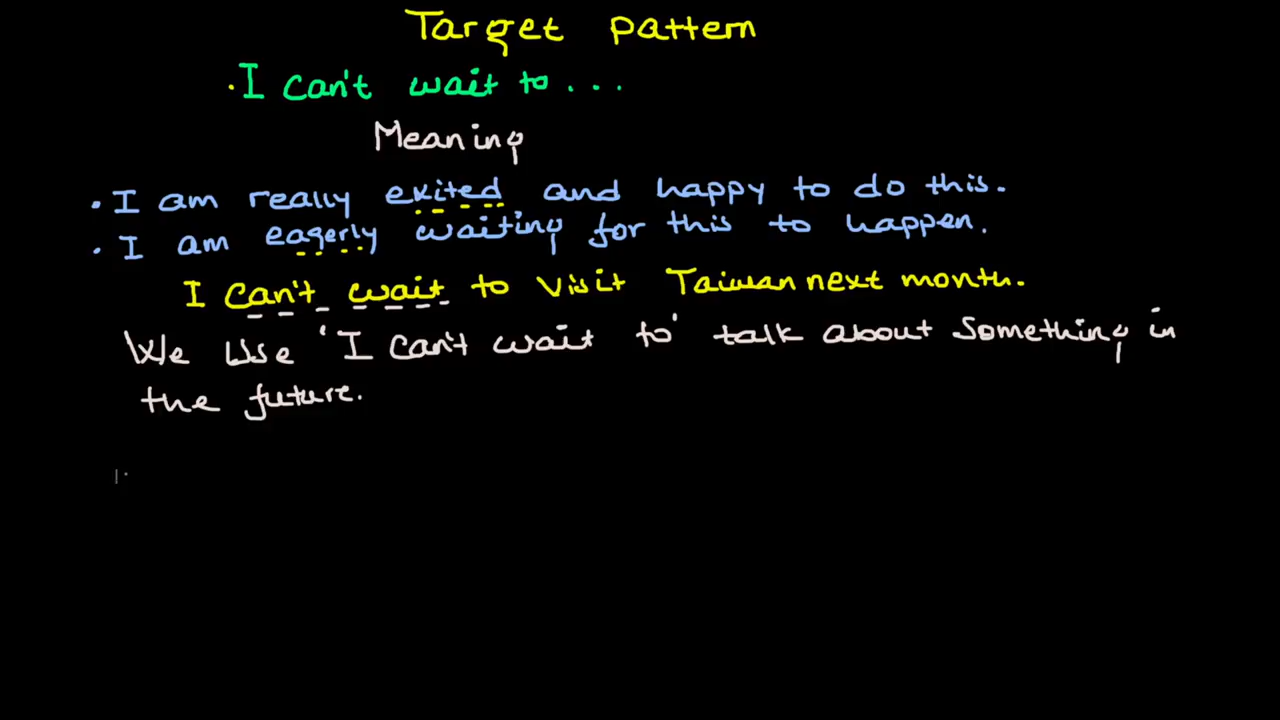 Target pattern
• I can't wait to ...
Meaning
• I am really exited and happy to do this.
• I am eagerly waiting for this to happen.
I can't wait to visit Taiwan next month.
We Use 'I can't wait to' talk about Something in
the future.